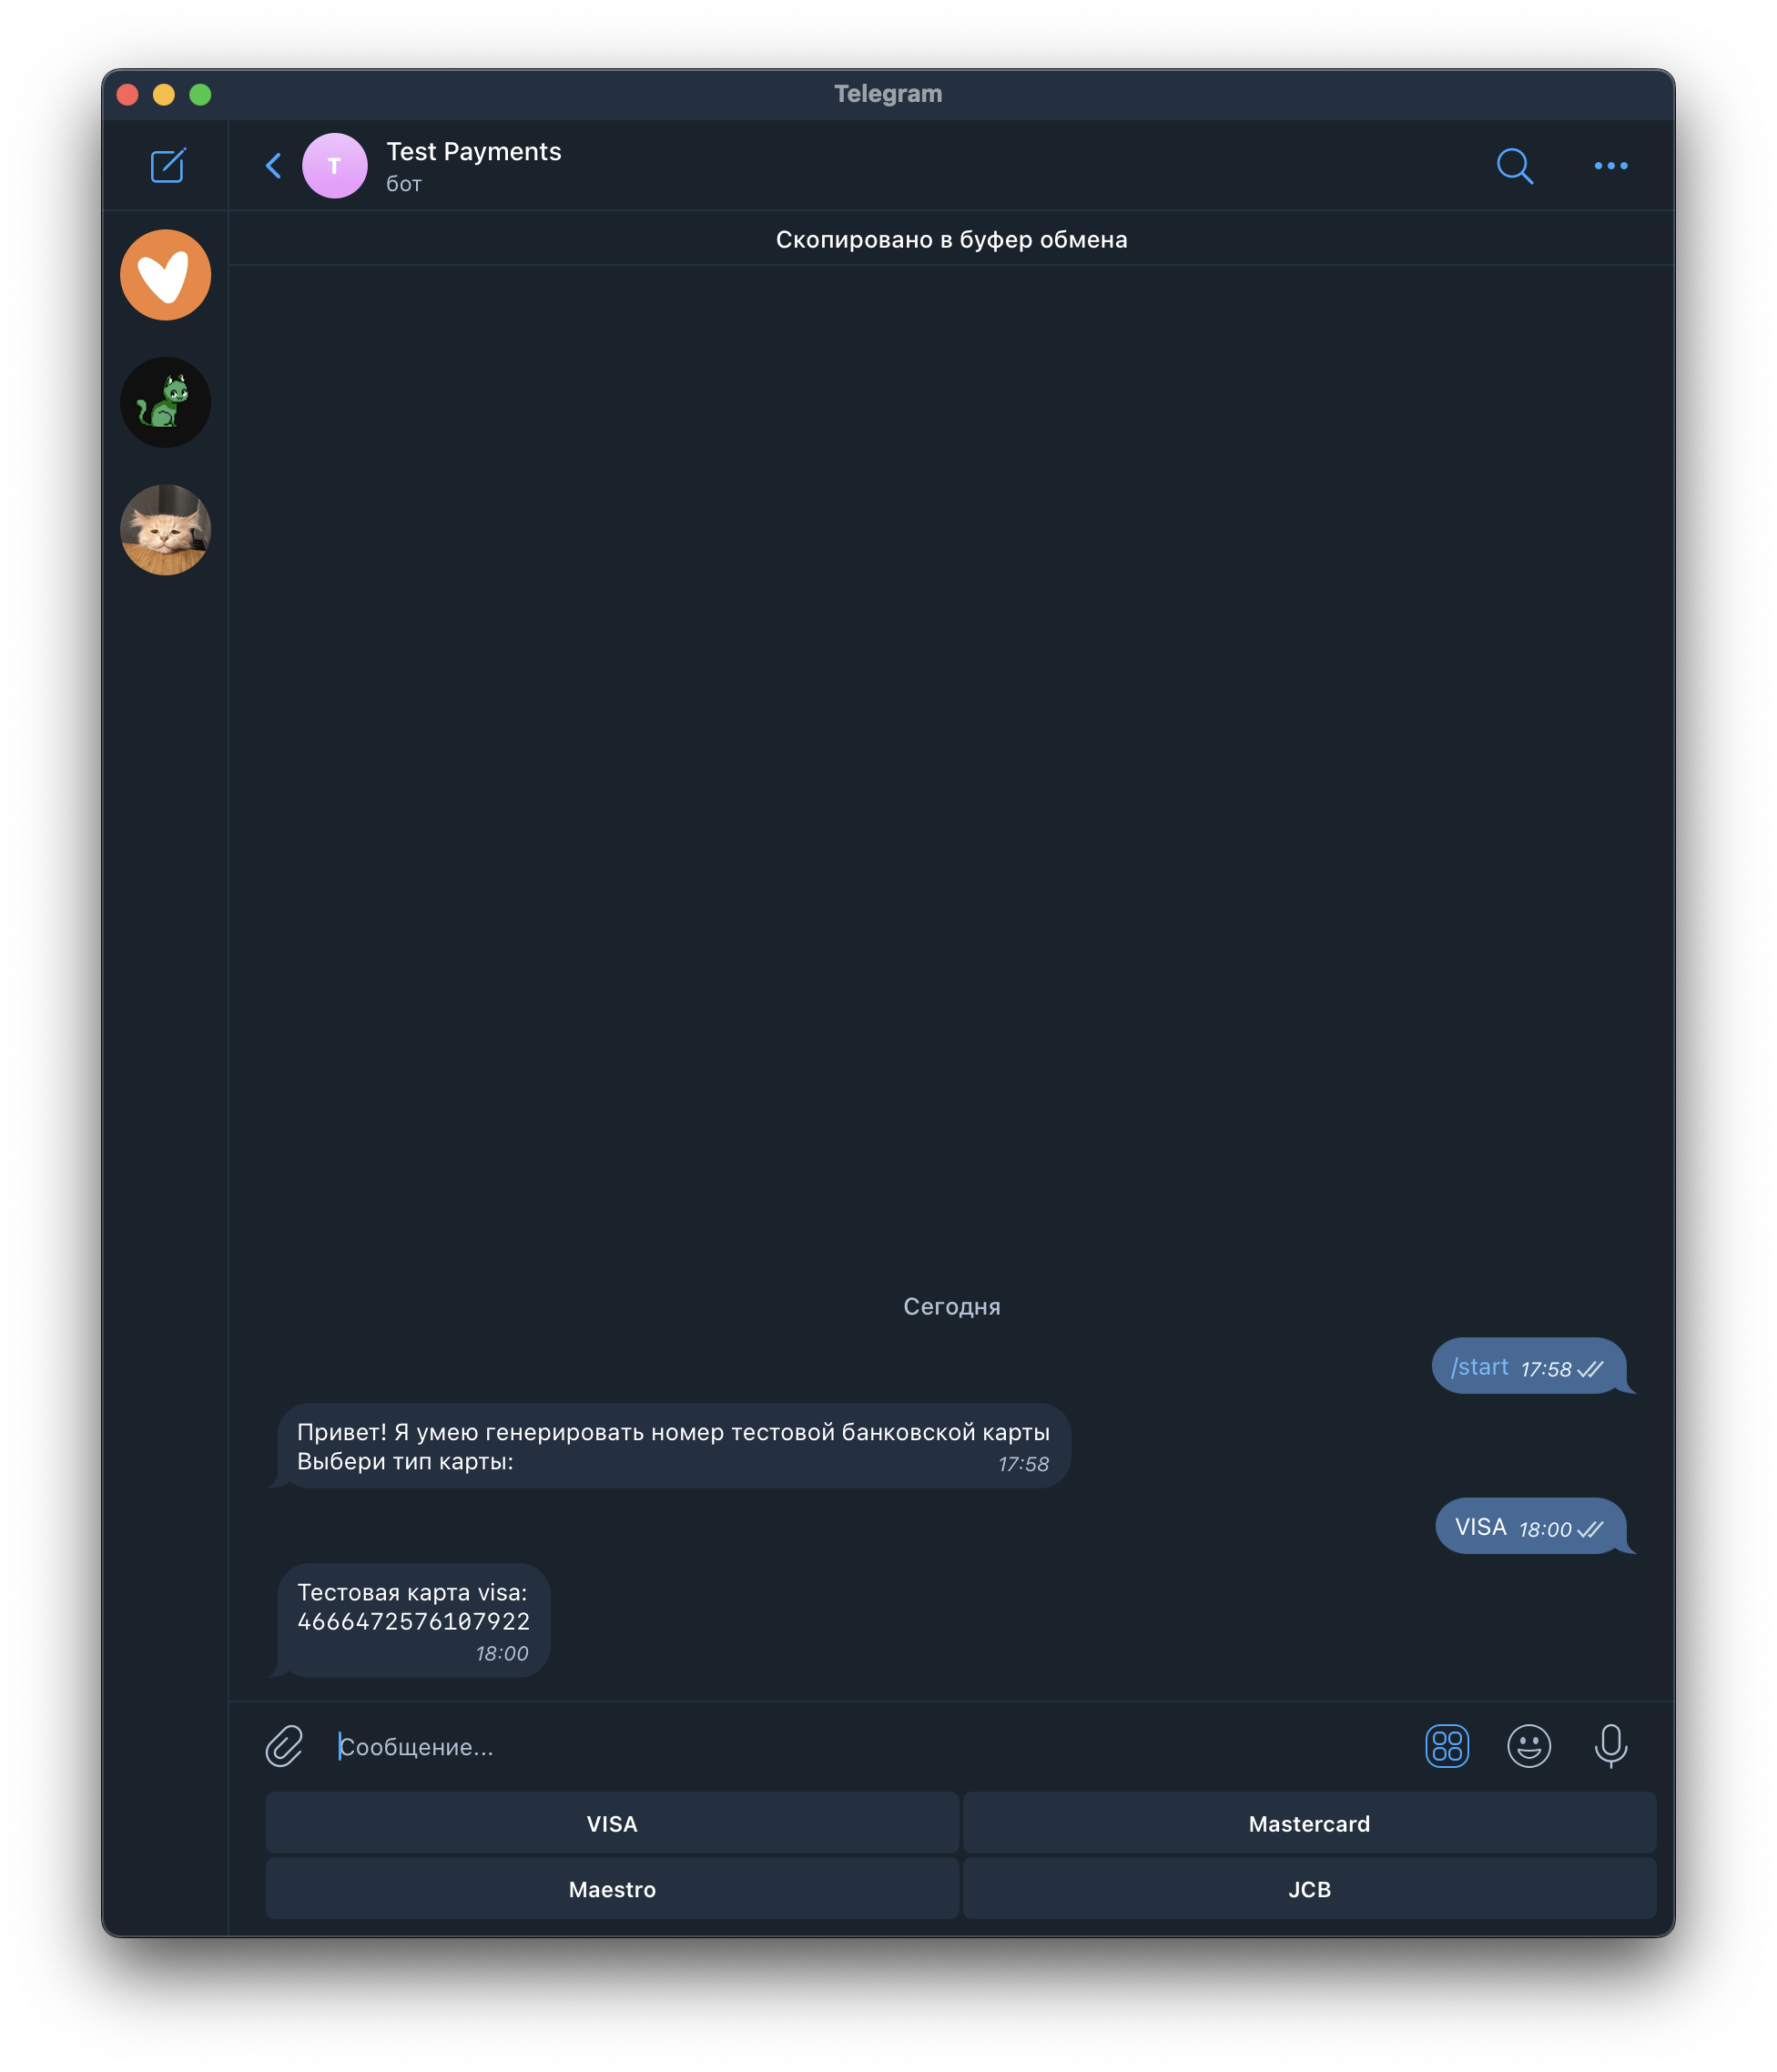 Telegram
T
Test Payments
бот
Скопировано в буфер обмена
Сегодня
/start 17:58
Привет! Я умею генерировать номер тестовой банковской карты
Выбери тип карты:
17:58
VISA 18:00
Тестовая карта visa:
4666472576107922
18:00
Сообщение...
VISA
Mastercard
Maestro
JCB